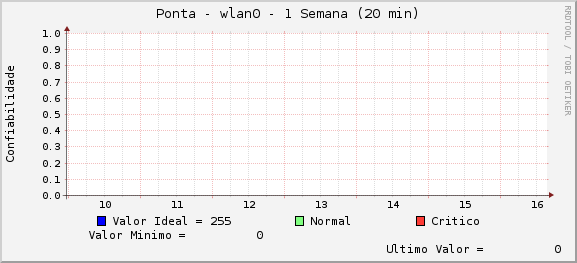 Ponta - wlan0 - 1 Semana (20 min)
RRDTOOL / TOBI OETIKER
Confiabilidade
1.0
0.9
0.8
0.7
0.6
0.5
0.4
0.3
0.2
0.1
0.0
10 11 12 13 14 15 16
Valor Ideal = 255 Normal Critico
Valor Minimo = 0
Ultimo Valor = 0